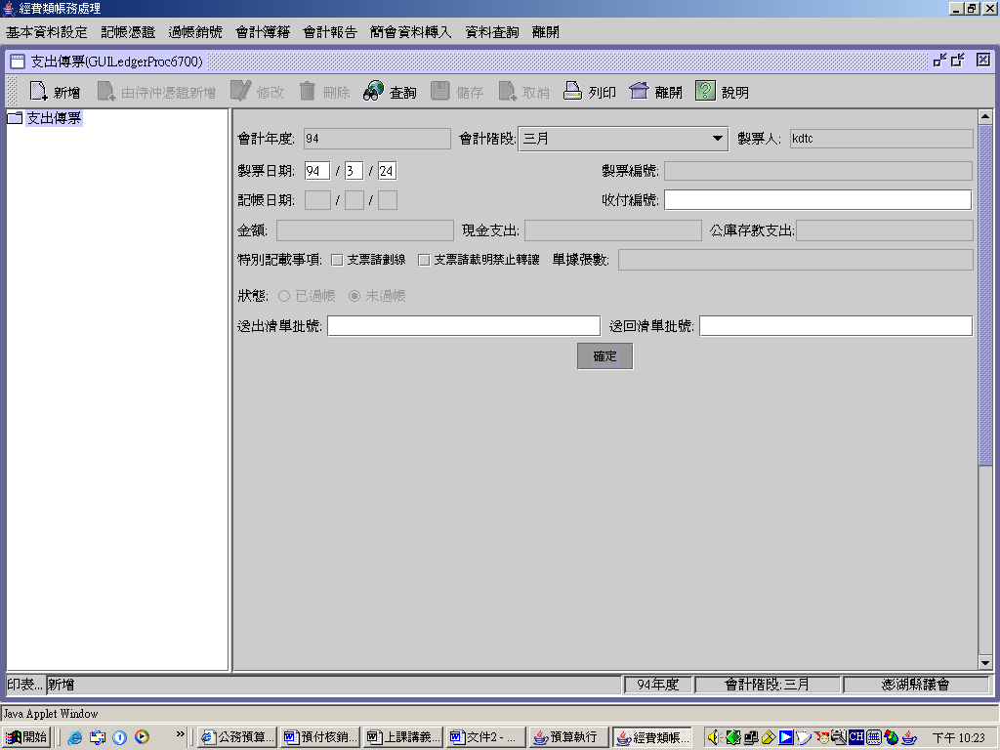 經費類帳務處理
基本資料設定 記帳憑證 過帳銷號 會計簿籍 會計報告 簡會資料轉入 資料查詢 離開
支出傳票(GUILedgerProc6700)
新增 由待沖憑證新增 修改 刪除 查詢 儲存 取消 列印 離開 說明
支出傳票
會計年度: 94 會計階段: 三月 製票人: kdtc
製票日期: 94 / 3 / 24 製票編號:
記帳日期: / / 收付編號:
金額: 現金支出: 公庫存款支出:
特別記載事項: 支票請劃線 支票請載明禁止轉讓 單據張數:
狀態: 已過帳 未過帳
送出清單批號: 送回清單批號:
確定
印表... 新增 94年度 會計階段:三月 澎湖縣議會
Java Applet Window
開始 » 公務預算... 預付核銷... 上課講義... 文件2 - ... 預算執行 經費類帳... CH 下午 10:23